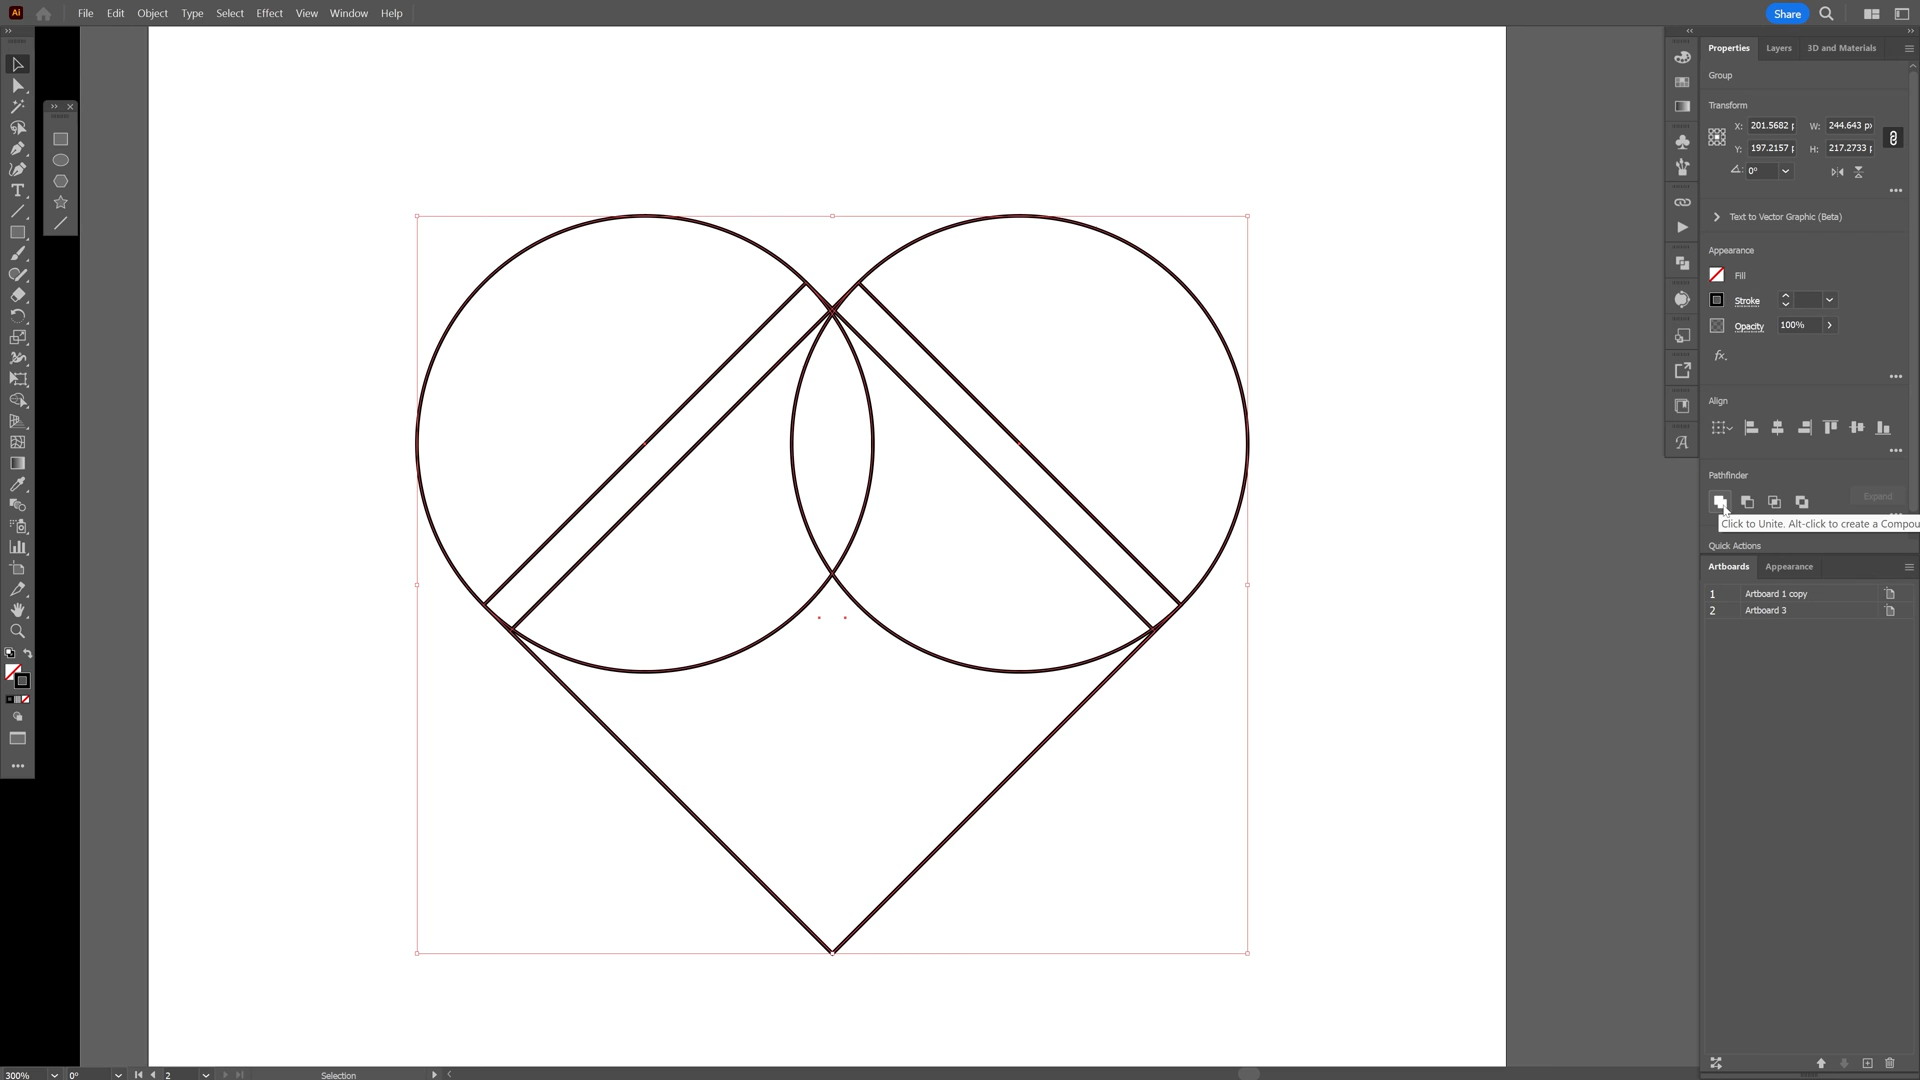 Ai File Edit Object Type Select Effect View Window Help Share
Properties Layers 3D and Materials
Group
Transform
X: 201.5682 W: 244.643 px
Y: 197.2157 H: 217.2733
0°
Text to Vector Graphic (Beta)
Appearance
Fill
Stroke
Opacity 100%
fx.
Align
Pathfinder
Expand
Click to Unite. Alt-click to create a Compou
Quick Actions
Artboards Appearance
1 Artboard 1 copy
2 Artboard 3
300% 0° 2 Selection